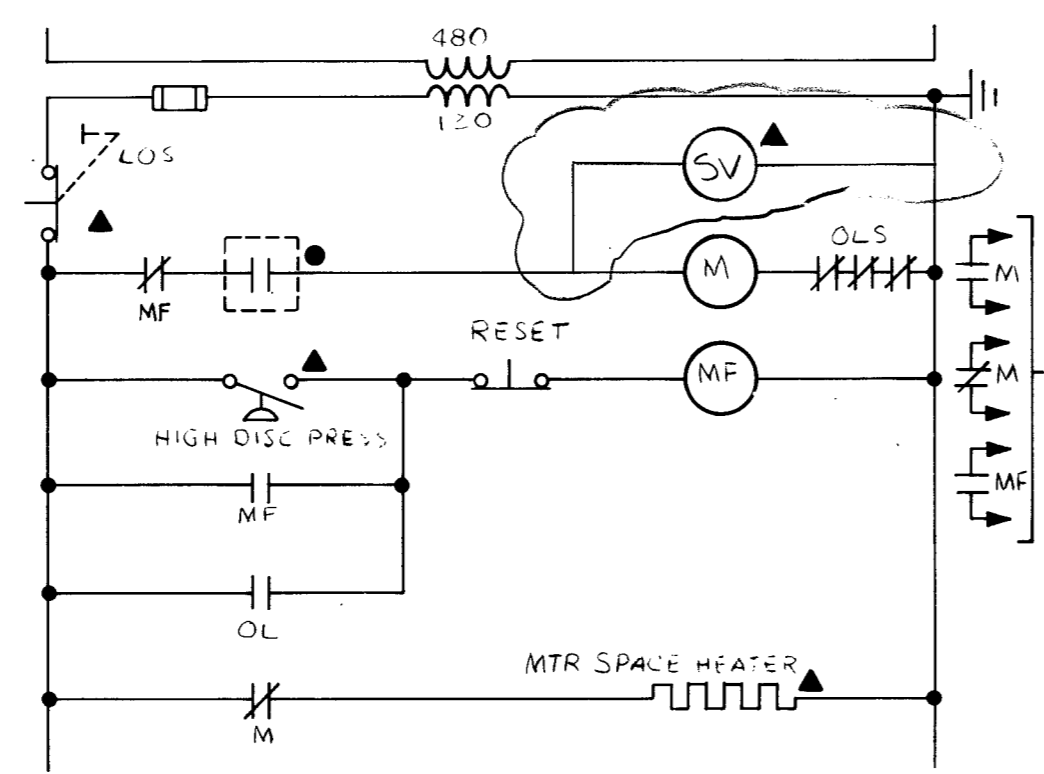 480
120
LOS
SV
OLS
M
M
MF
RESET
MF
M
HIGH DISC PRESS
MF
MF
OL
MTR SPACE HEATER
M